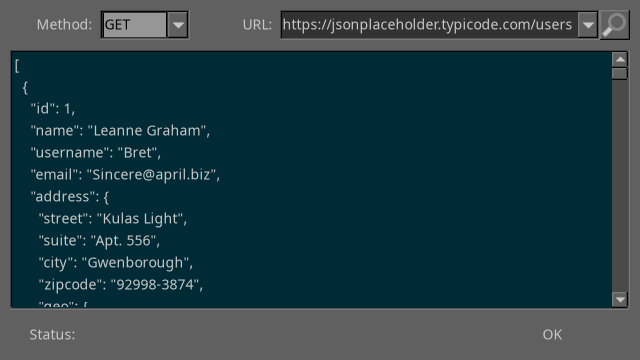 Method: GET URL: https://jsonplaceholder.typicode.com/users
[
{
"id": 1,
"name": "Leanne Graham",
"username": "Bret",
"email": "Sincere@april.biz",
"address": {
"street": "Kulas Light",
"suite": "Apt. 556",
"city": "Gwenborough",
"zipcode": "92998-3874",
"geo": {
Status: OK